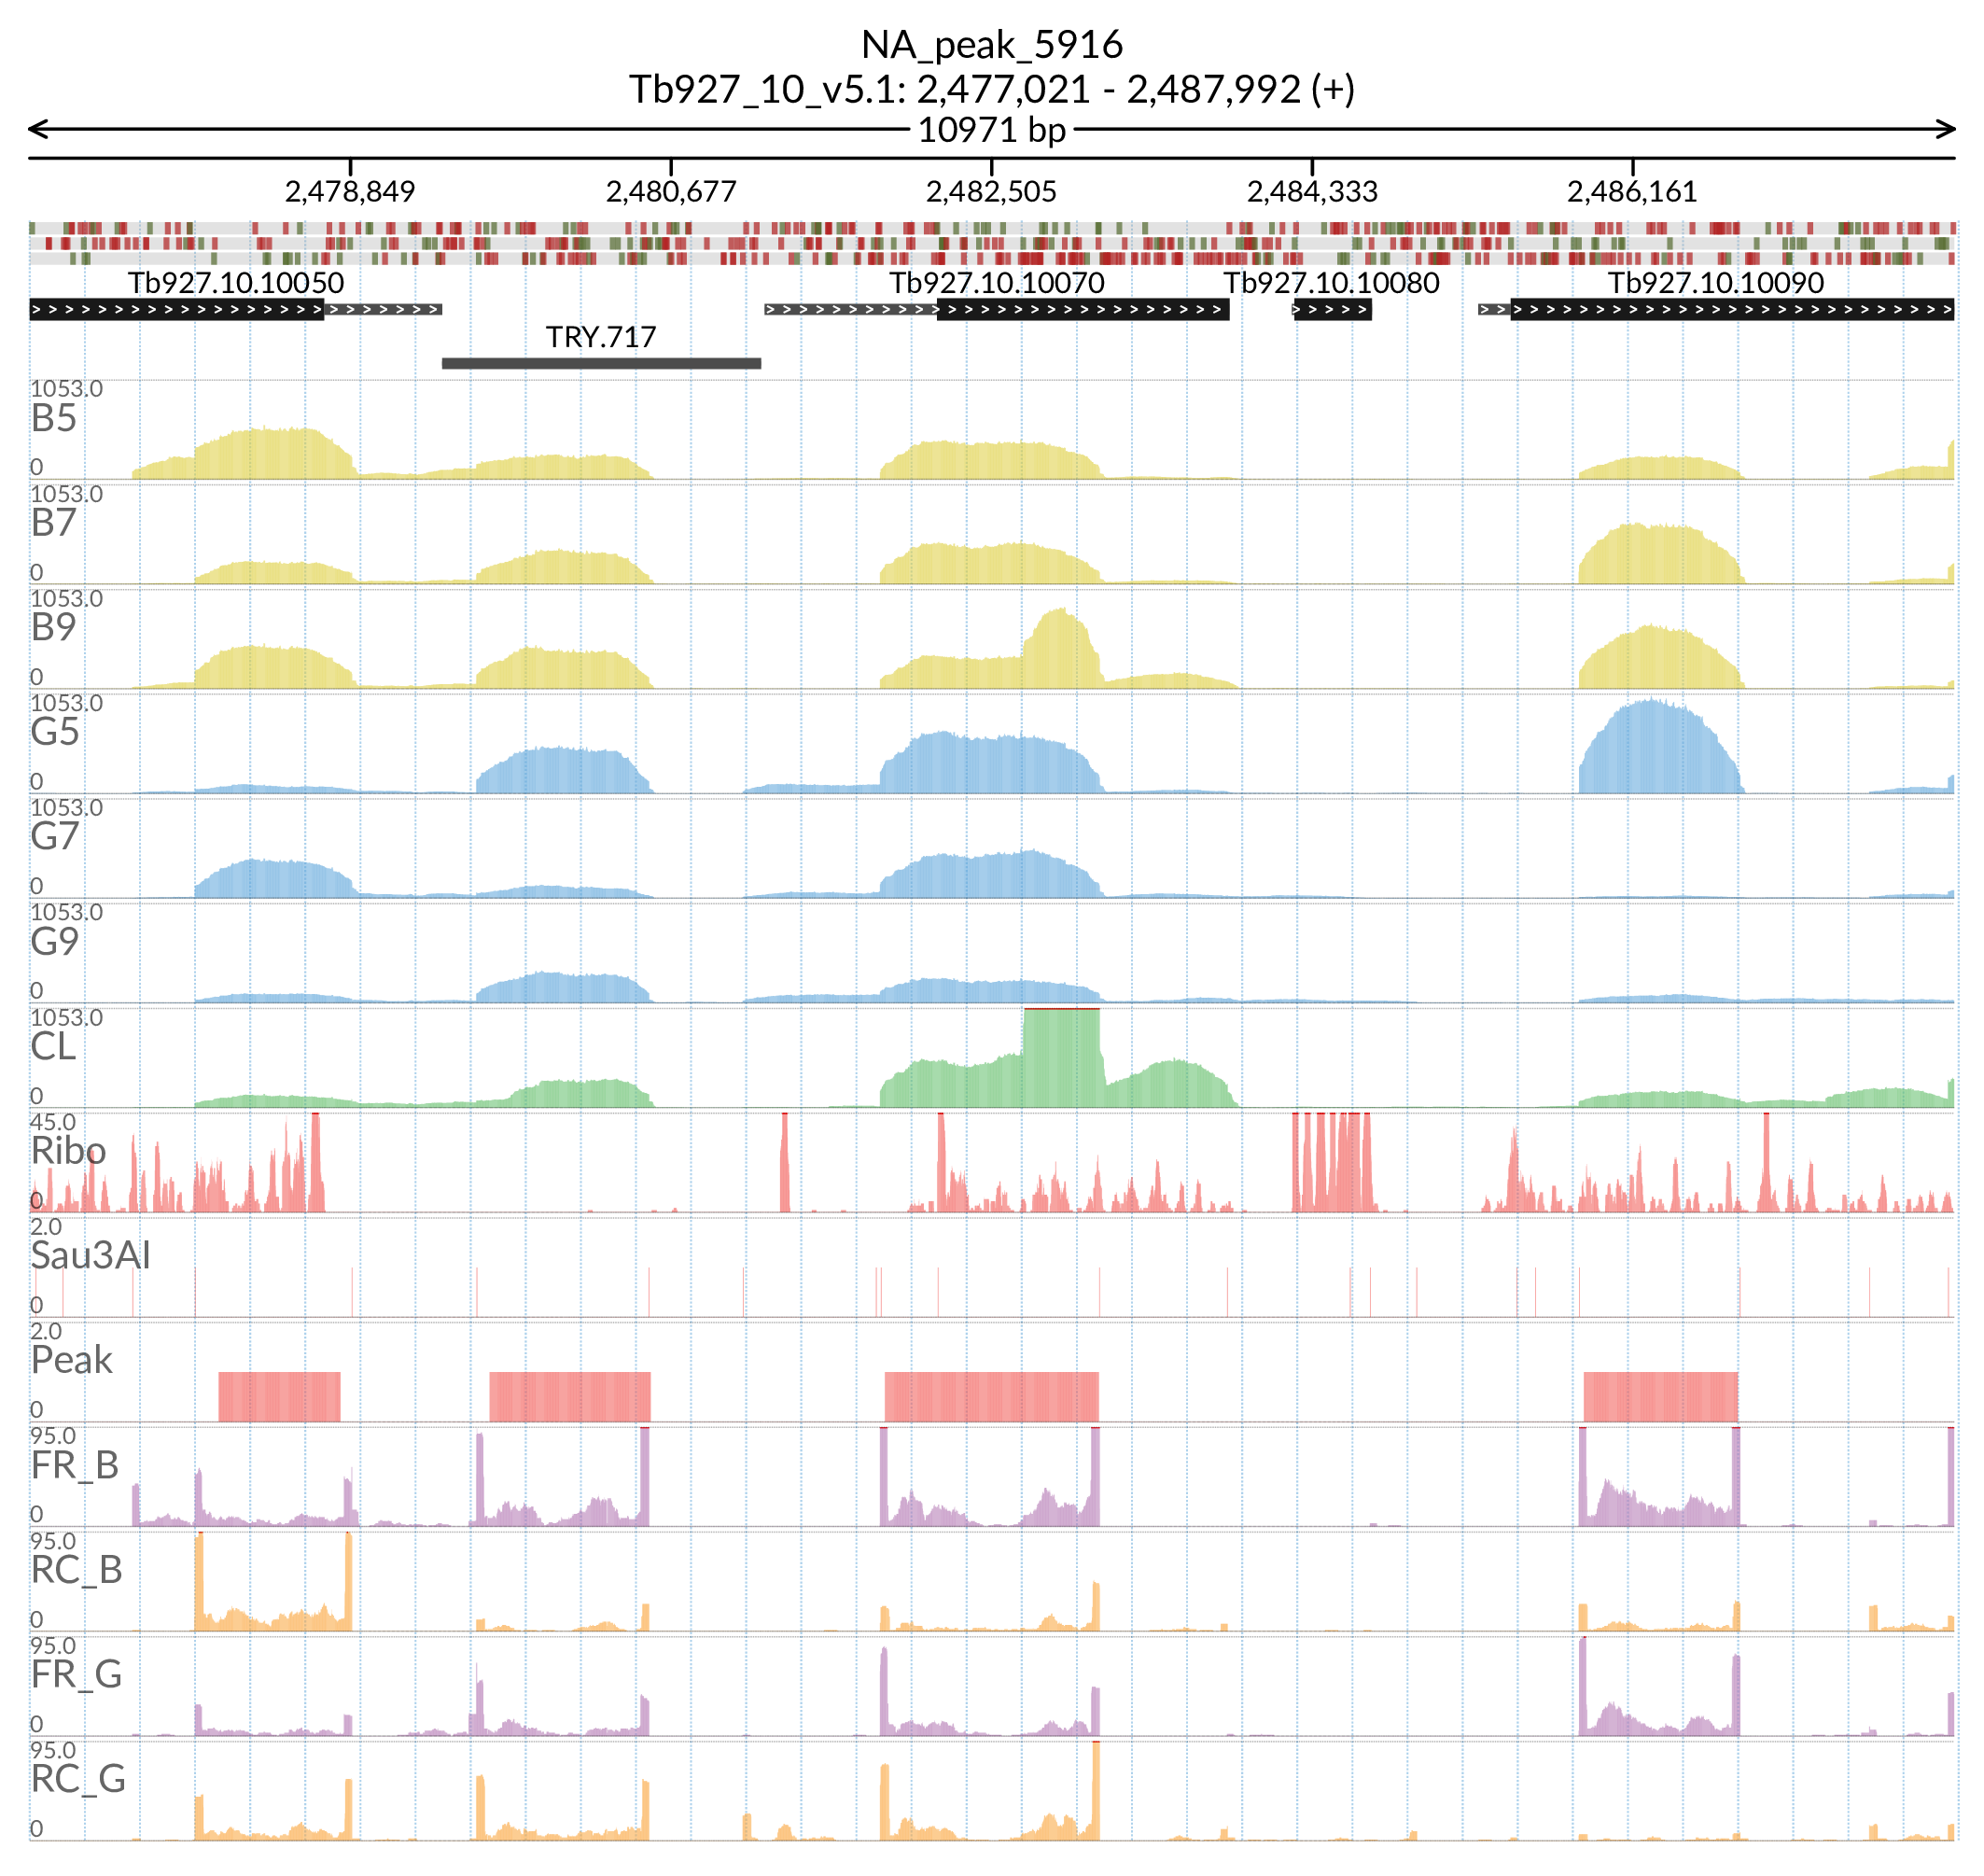 NA_peak_5916
Tb927_10_v5.1: 2,477,021 - 2,487,992 (+)
10971 bp
2,478,849 2,480,677 2,482,505 2,484,333 2,486,161
Tb927.10.10050 Tb927.10.10070 Tb927.10.10080 Tb927.10.10090
TRY.717
1053.0
B5
0
1053.0
B7
0
1053.0
B9
0
1053.0
G5
0
1053.0
G7
0
1053.0
G9
0
1053.0
CL
0
45.0
Ribo
0
2.0
Sau3AI
0
2.0
Peak
0
95.0
FR_B
0
95.0
RC_B
0
95.0
FR_G
0
95.0
RC_G
0